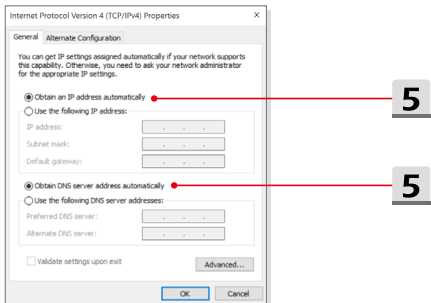 Internet Protocol Version 4 (TCP/IPv4) Properties
General Alternate Configuration
You can get IP settings assigned automatically if your network supports
this capability. Otherwise, you need to ask your network administrator
for the appropriate IP settings.
Obtain an IP address automatically
5
Use the following IP address:
IP address:
Subnet mask:
Default gateway:
Obtain DNS server address automatically
5
Use the following DNS server addresses:
Preferred DNS server:
Alternate DNS server:
Validate settings upon exit
Advanced...
OK Cancel